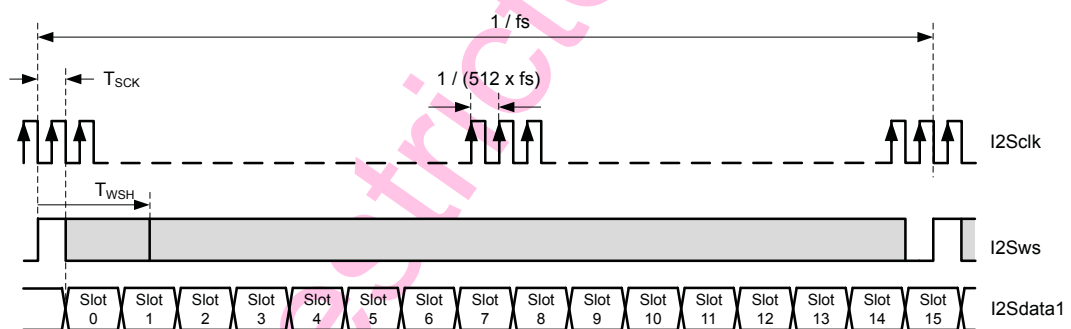 1 / fs
TSCK
1 / (512 x fs)
I2Sclk
TWSH
I2Sws
Slot 0
Slot 1
Slot 2
Slot 3
Slot 4
Slot 5
Slot 6
Slot 7
Slot 8
Slot 9
Slot 10
Slot 11
Slot 12
Slot 13
Slot 14
Slot 15
I2Sdata1
estricte